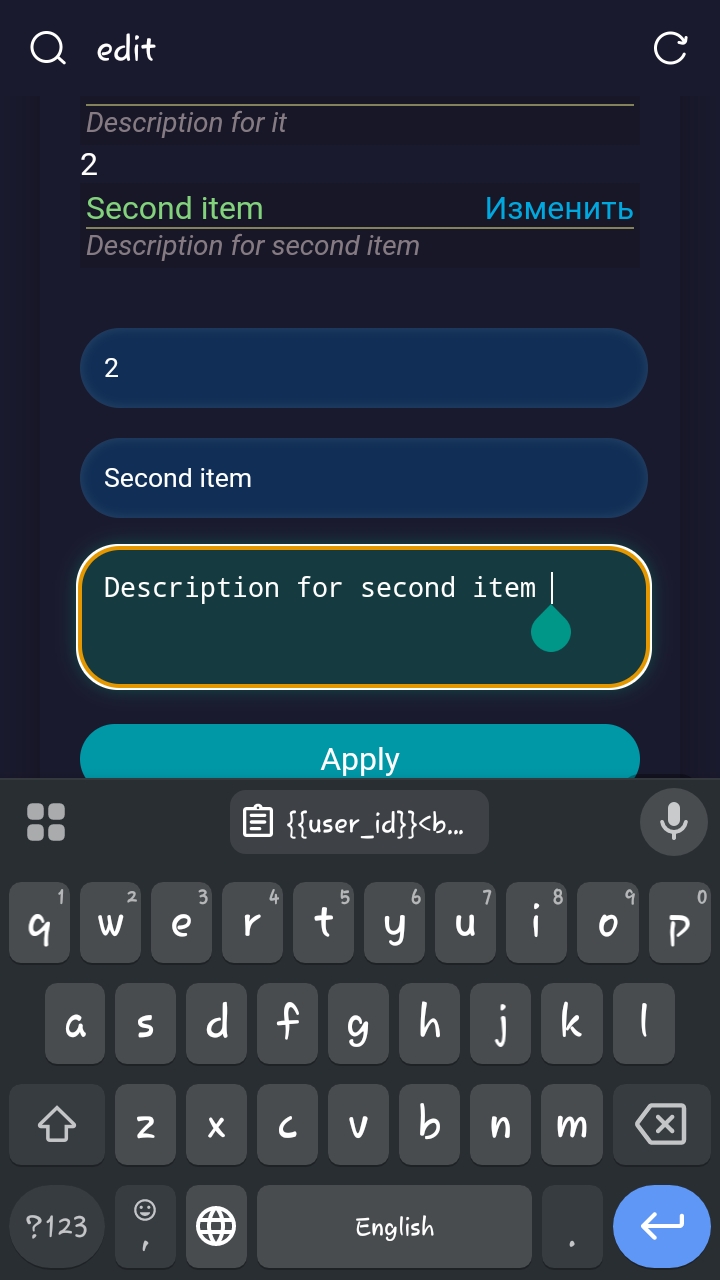 edit
Description for it
2
Second item Изменить
Description for second item
2
Second item
Description for second item
Apply
{{user_id}}<b...
1 2 3 4 5 6 7 8 9 0
q w e r t y u i o p
a s d f g h j k l
z x c v b n m
?123 , English .